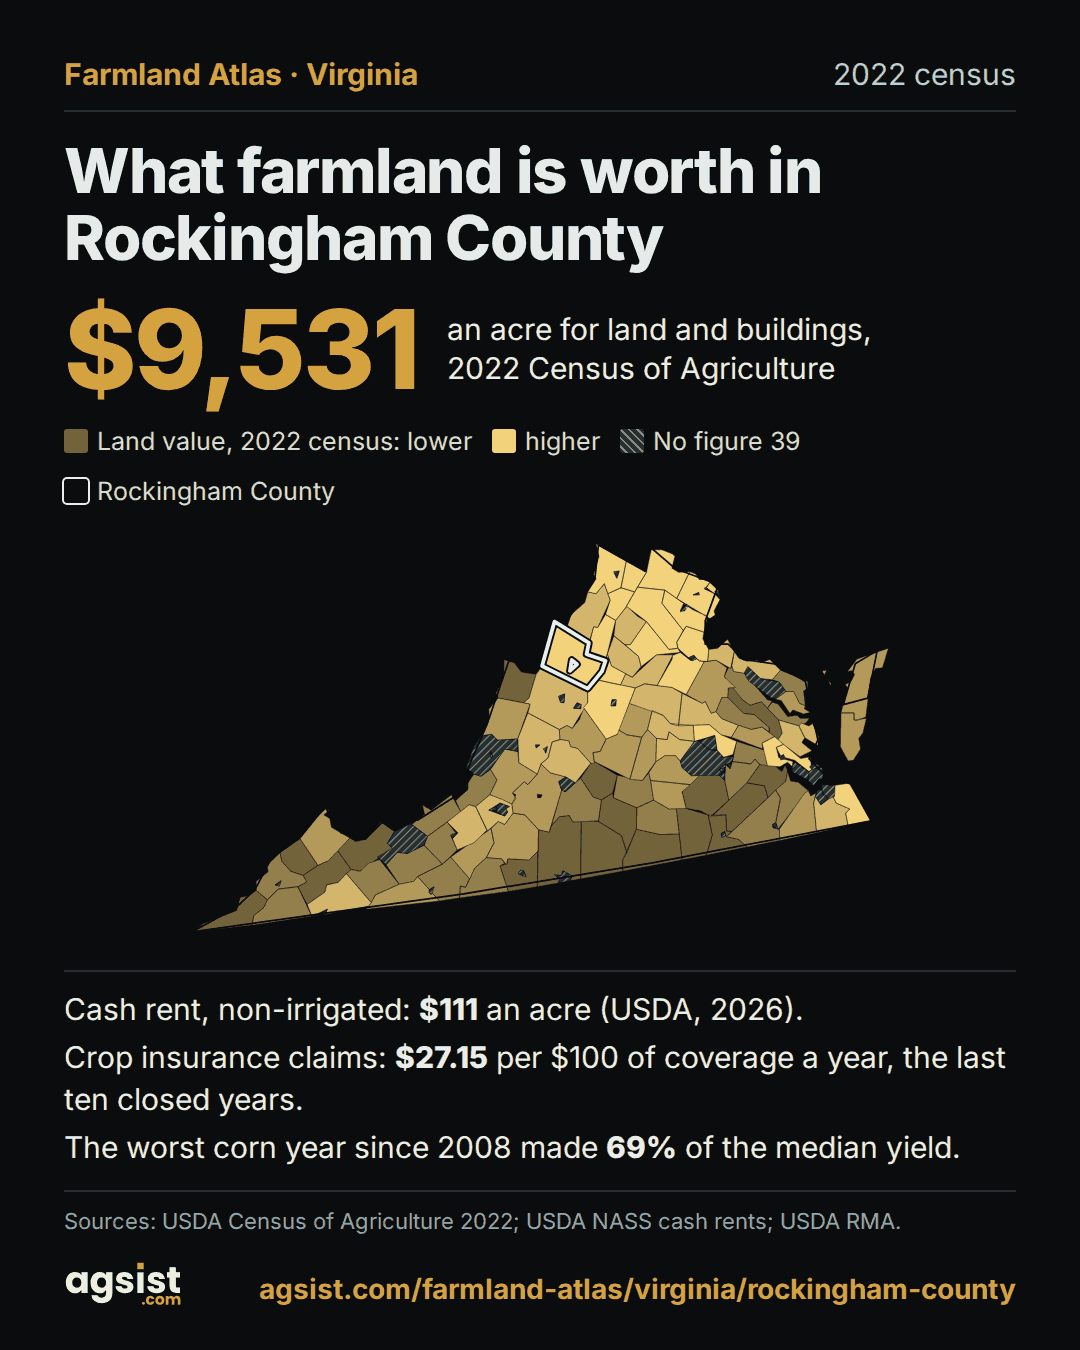 Farmland Atlas · Virginia
2022 census
What farmland is worth in
Rockingham County
$9,531
an acre for land and buildings,
2022 Census of Agriculture
Land value, 2022 census: lower
higher
No figure 39
Rockingham County
Cash rent, non-irrigated: $111 an acre (USDA, 2026).
Crop insurance claims: $27.15 per $100 of coverage a year, the last
ten closed years.
The worst corn year since 2008 made 69% of the median yield.
Sources: USDA Census of Agriculture 2022; USDA NASS cash rents; USDA RMA.
agsist
.com
agsist.com/farmland-atlas/virginia/rockingham-county